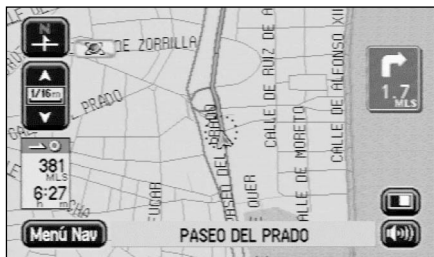 N
DE ZORRILLA
1/16m
PRADO
CALLE DE RUIZ DE A
CALLE DE ALFONSO XII
CALLE DE MORETO
PASEO DEL PRADO
1.7
MLS
381
MLS
6:27
h m
Menú Nav
PASEO DEL PRADO